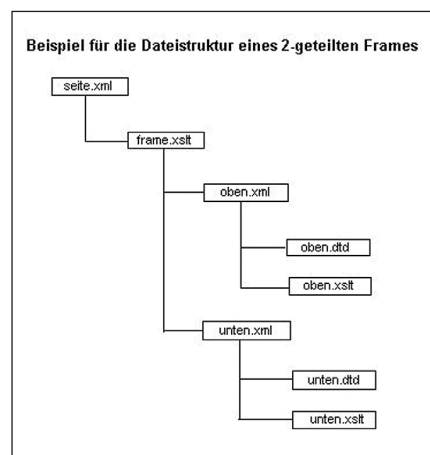 Beispiel für die Dateistruktur eines 2-geteilten Frames
seite.xml
frame.xslt
oben.xml
oben.dtd
oben.xslt
unten.xml
unten.dtd
unten.xslt